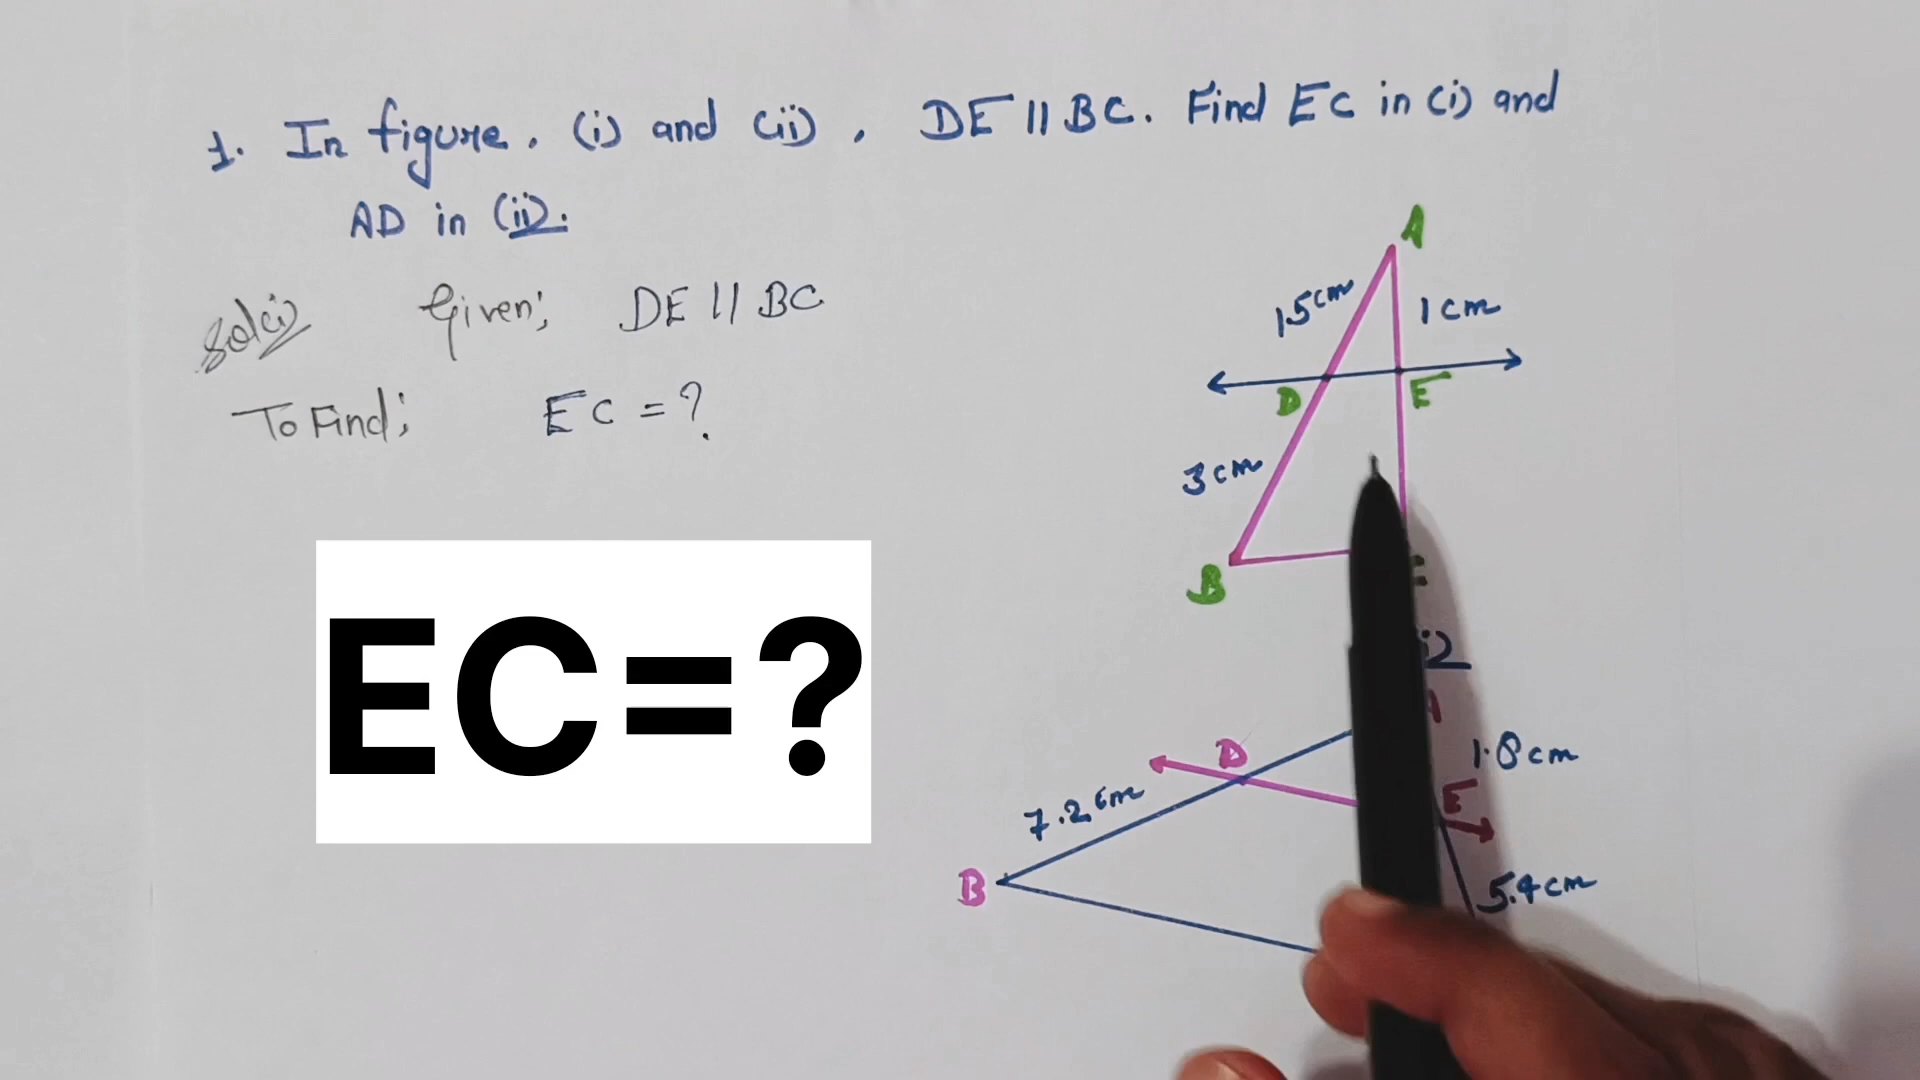 1. In figure. (i) and (ii), DE || BC. Find EC in (i) and
AD in (ii).
Sol(i) Given; DE || BC
To Find; EC = ?
EC=?
A
1.5cm
1cm
D
E
3cm
B
D
1.8cm
E
7.2cm
B
5.4cm